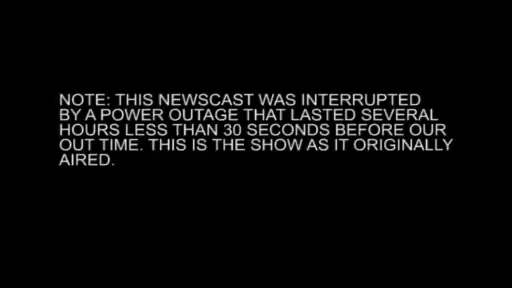 NOTE: THIS NEWSCAST WAS INTERRUPTED
BY A POWER OUTAGE THAT LASTED SEVERAL
HOURS LESS THAN 30 SECONDS BEFORE OUR
OUT TIME. THIS IS THE SHOW AS IT ORIGINALLY
AIRED.